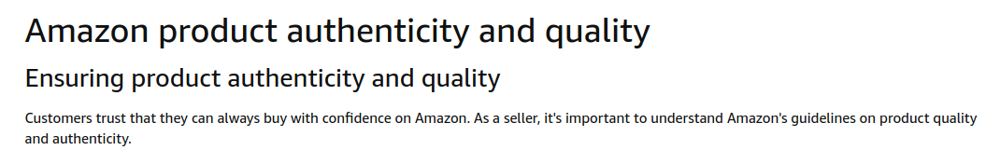 Amazon product authenticity and quality
Ensuring product authenticity and quality
Customers trust that they can always buy with confidence on Amazon. As a seller, it's important to understand Amazon's guidelines on product quality
and authenticity.